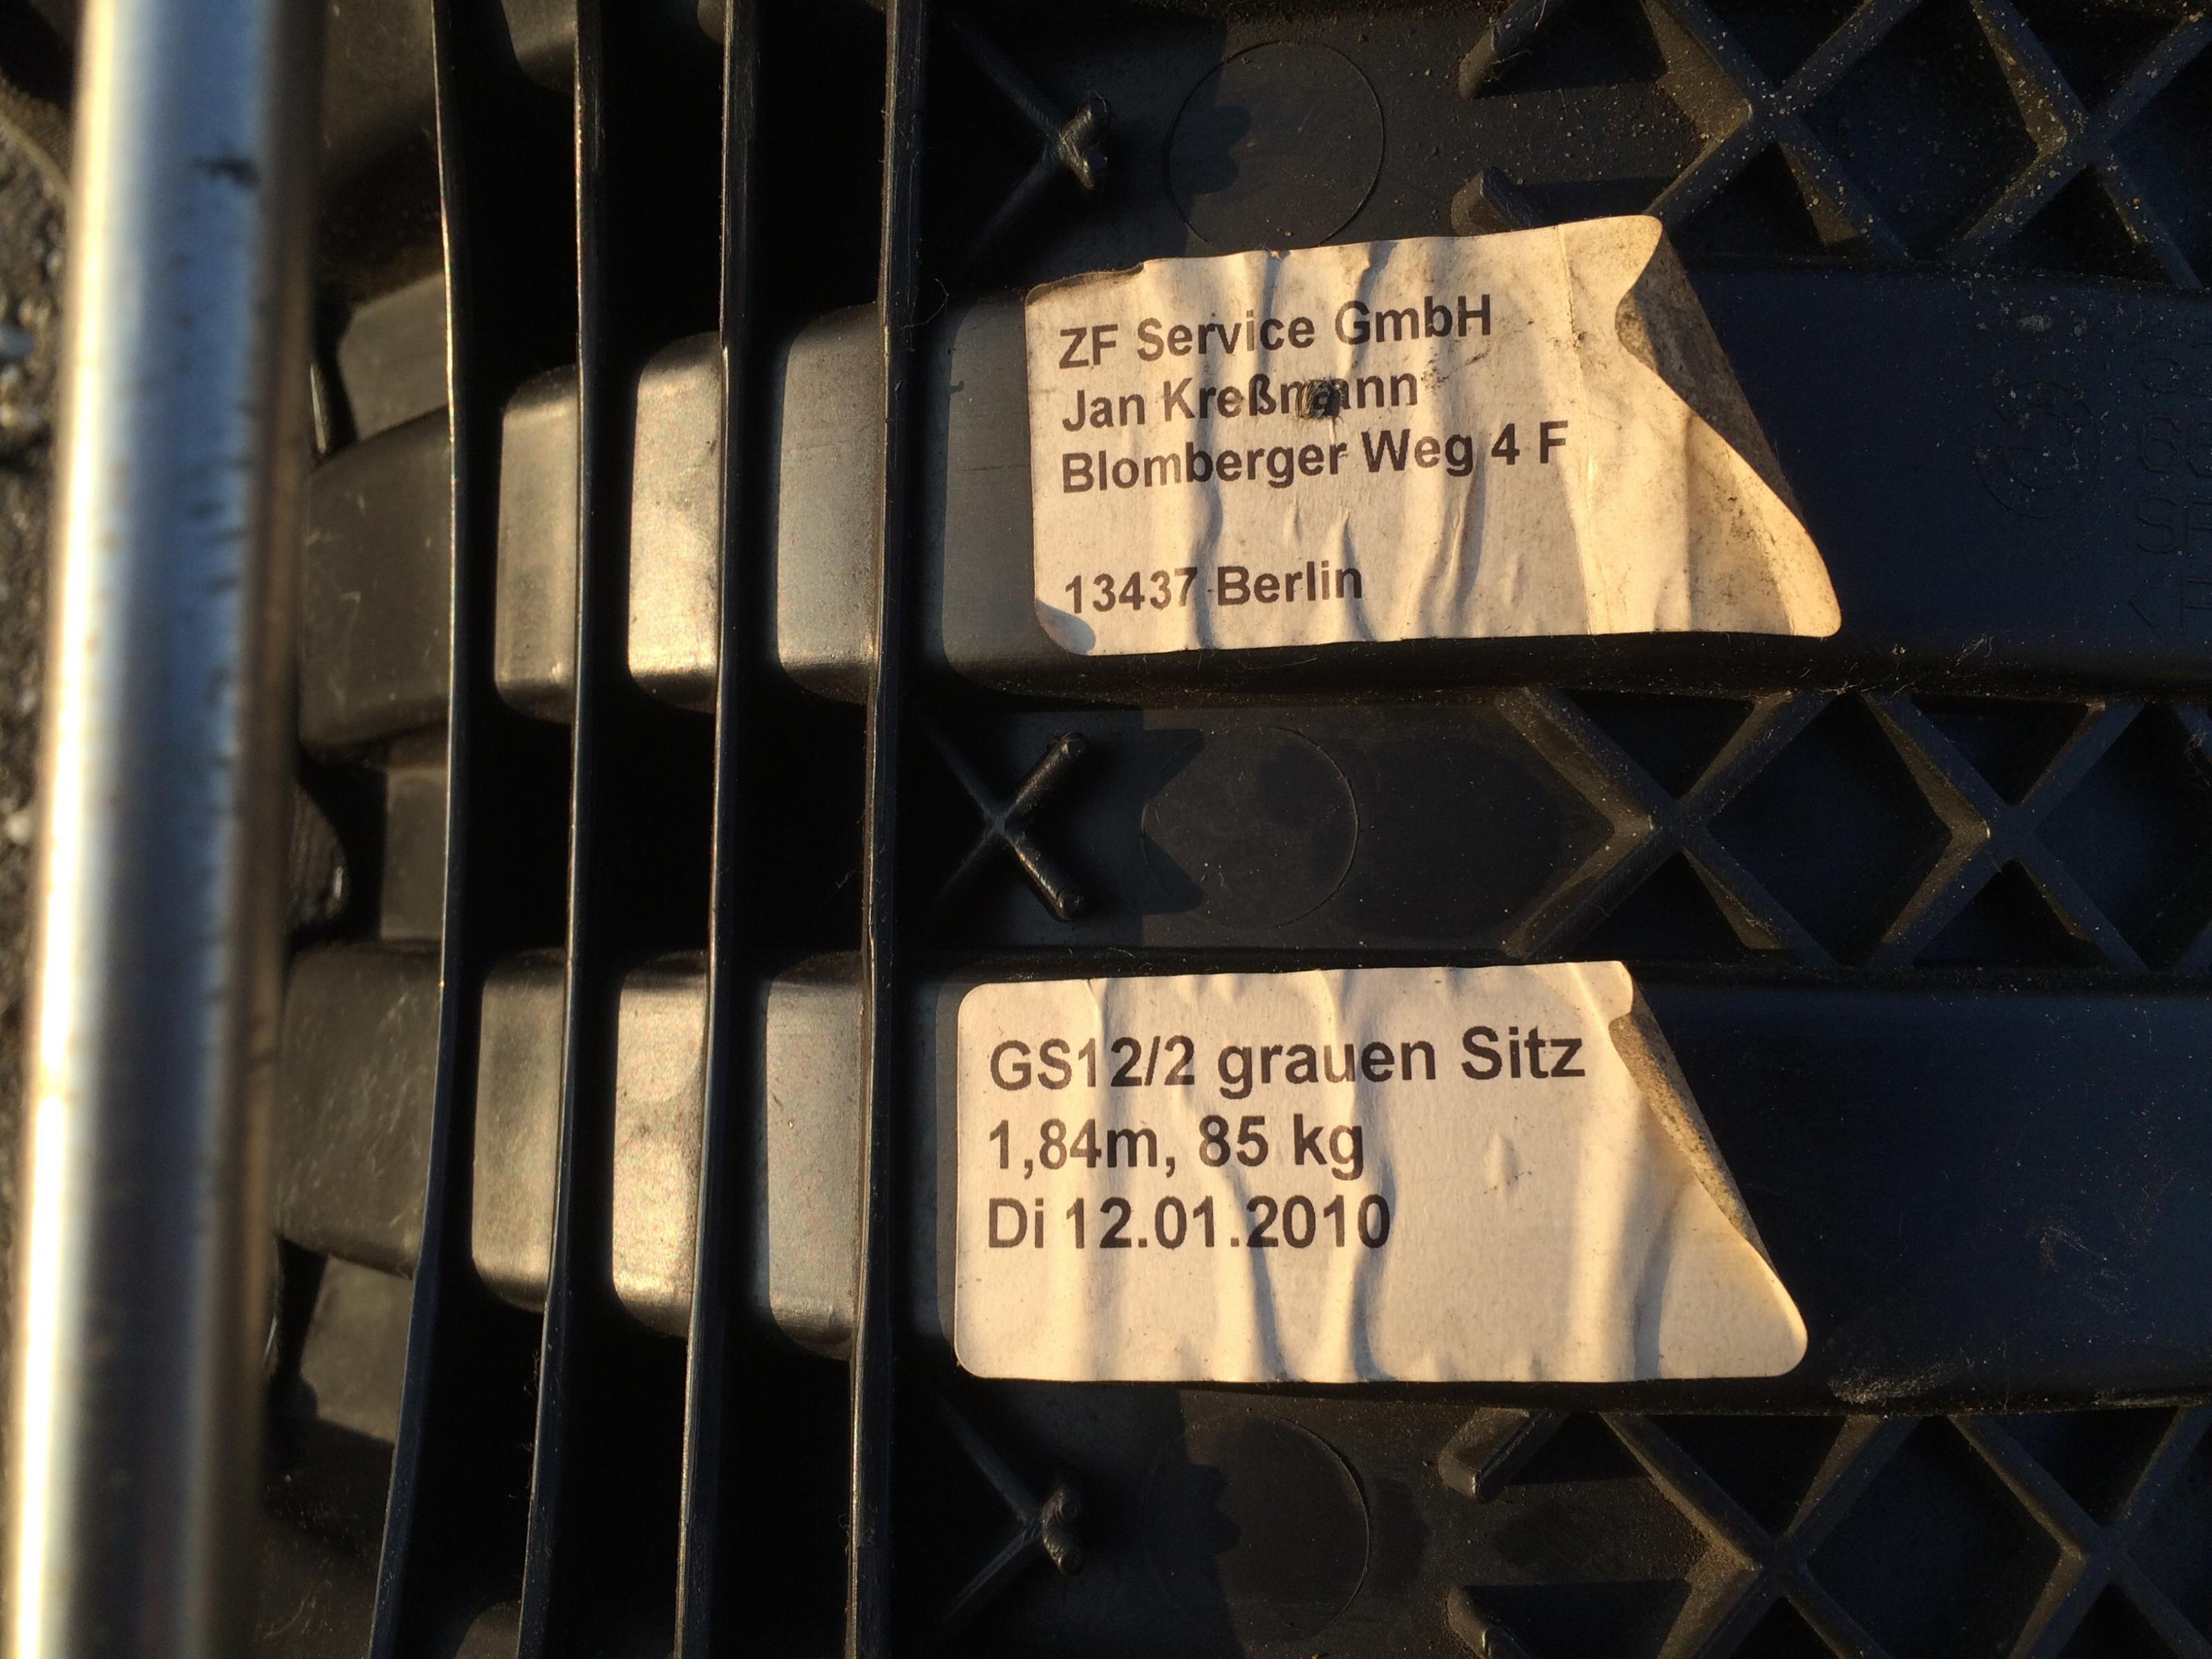 ZF Service GmbH
Jan Kreßmann
Blomberger Weg 4 F
13437 Berlin
GS12/2 grauen Sitz
1,84m, 85 kg
Di 12.01.2010